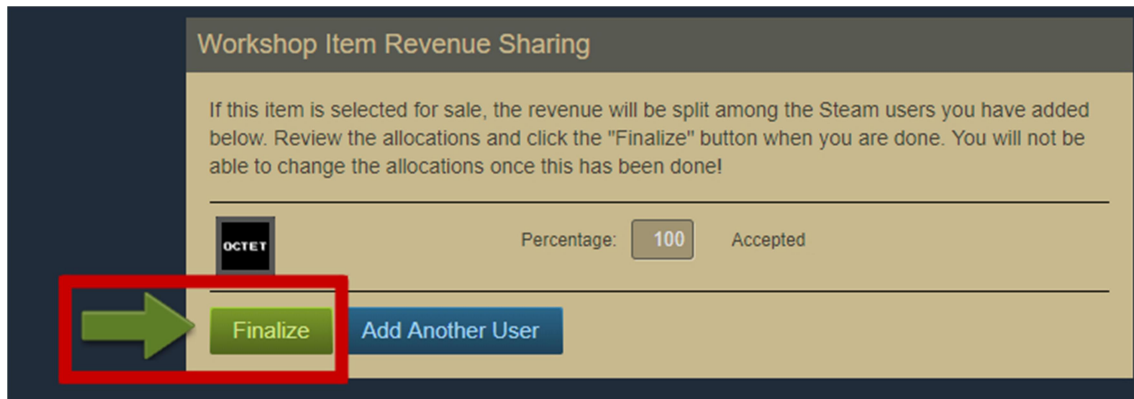 Workshop Item Revenue Sharing
If this item is selected for sale, the revenue will be split among the Steam users you have added
below. Review the allocations and click the "Finalize" button when you are done. You will not be
able to change the allocations once this has been done!
OCTET
Percentage: 100 Accepted
Finalize Add Another User